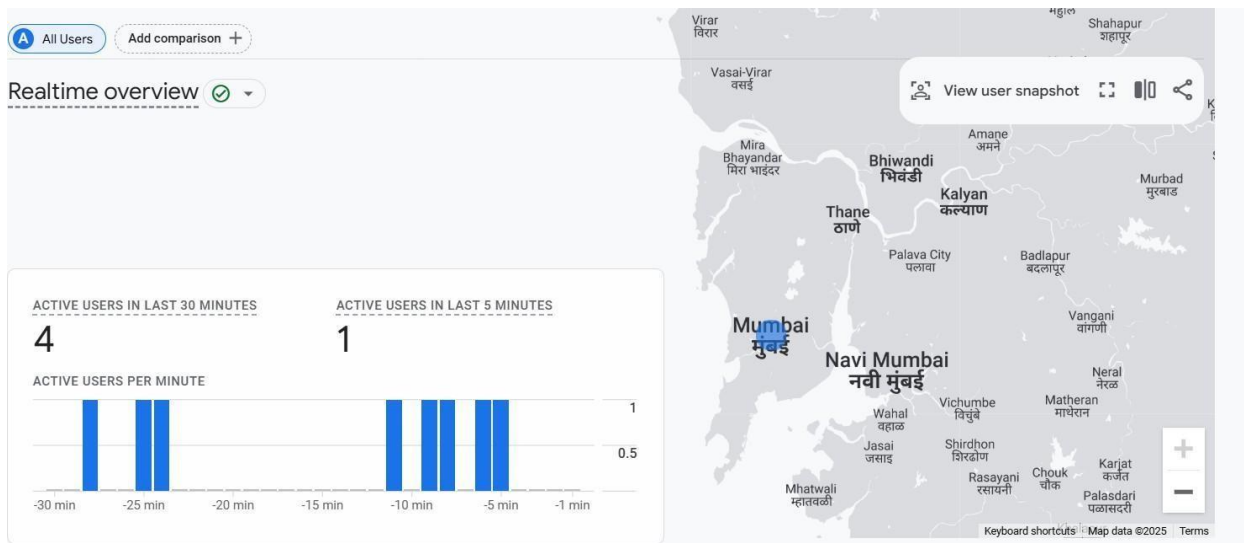 A All Users
Add comparison +
Realtime overview
ACTIVE USERS IN LAST 30 MINUTES
4
ACTIVE USERS IN LAST 5 MINUTES
1
ACTIVE USERS PER MINUTE
1
0.5
-30 min
-25 min
-20 min
-15 min
-10 min
-5 min
-1 min
Virar
विरार
Shahapur
शहापूर
Vasai-Virar
वसई
View user snapshot
Amane
अमने
Mira
Bhayandar
मिरा भाईंदर
Bhiwandi
भिवंडी
Kalyan
कल्याण
Murbad
मुरबाड
Thane
ठाणे
Palava City
पलावा
Badlapur
बदलापूर
Mumbai
मुंबई
Vangani
वांगणी
Navi Mumbai
नवी मुंबई
Neral
नेरळ
Vichumbe
विचुंबे
Matheran
माथेरान
Wahal
वहाळ
Jasai
जसाइ
Shirdhon
शिरढोण
Rasayani
रसायनी
Chouk
चौक
Karjat
कर्जत
Mhatwali
म्हातवळी
Palasdari
पळासदरी
Keyboard shortcuts
Map data ©2025
Terms